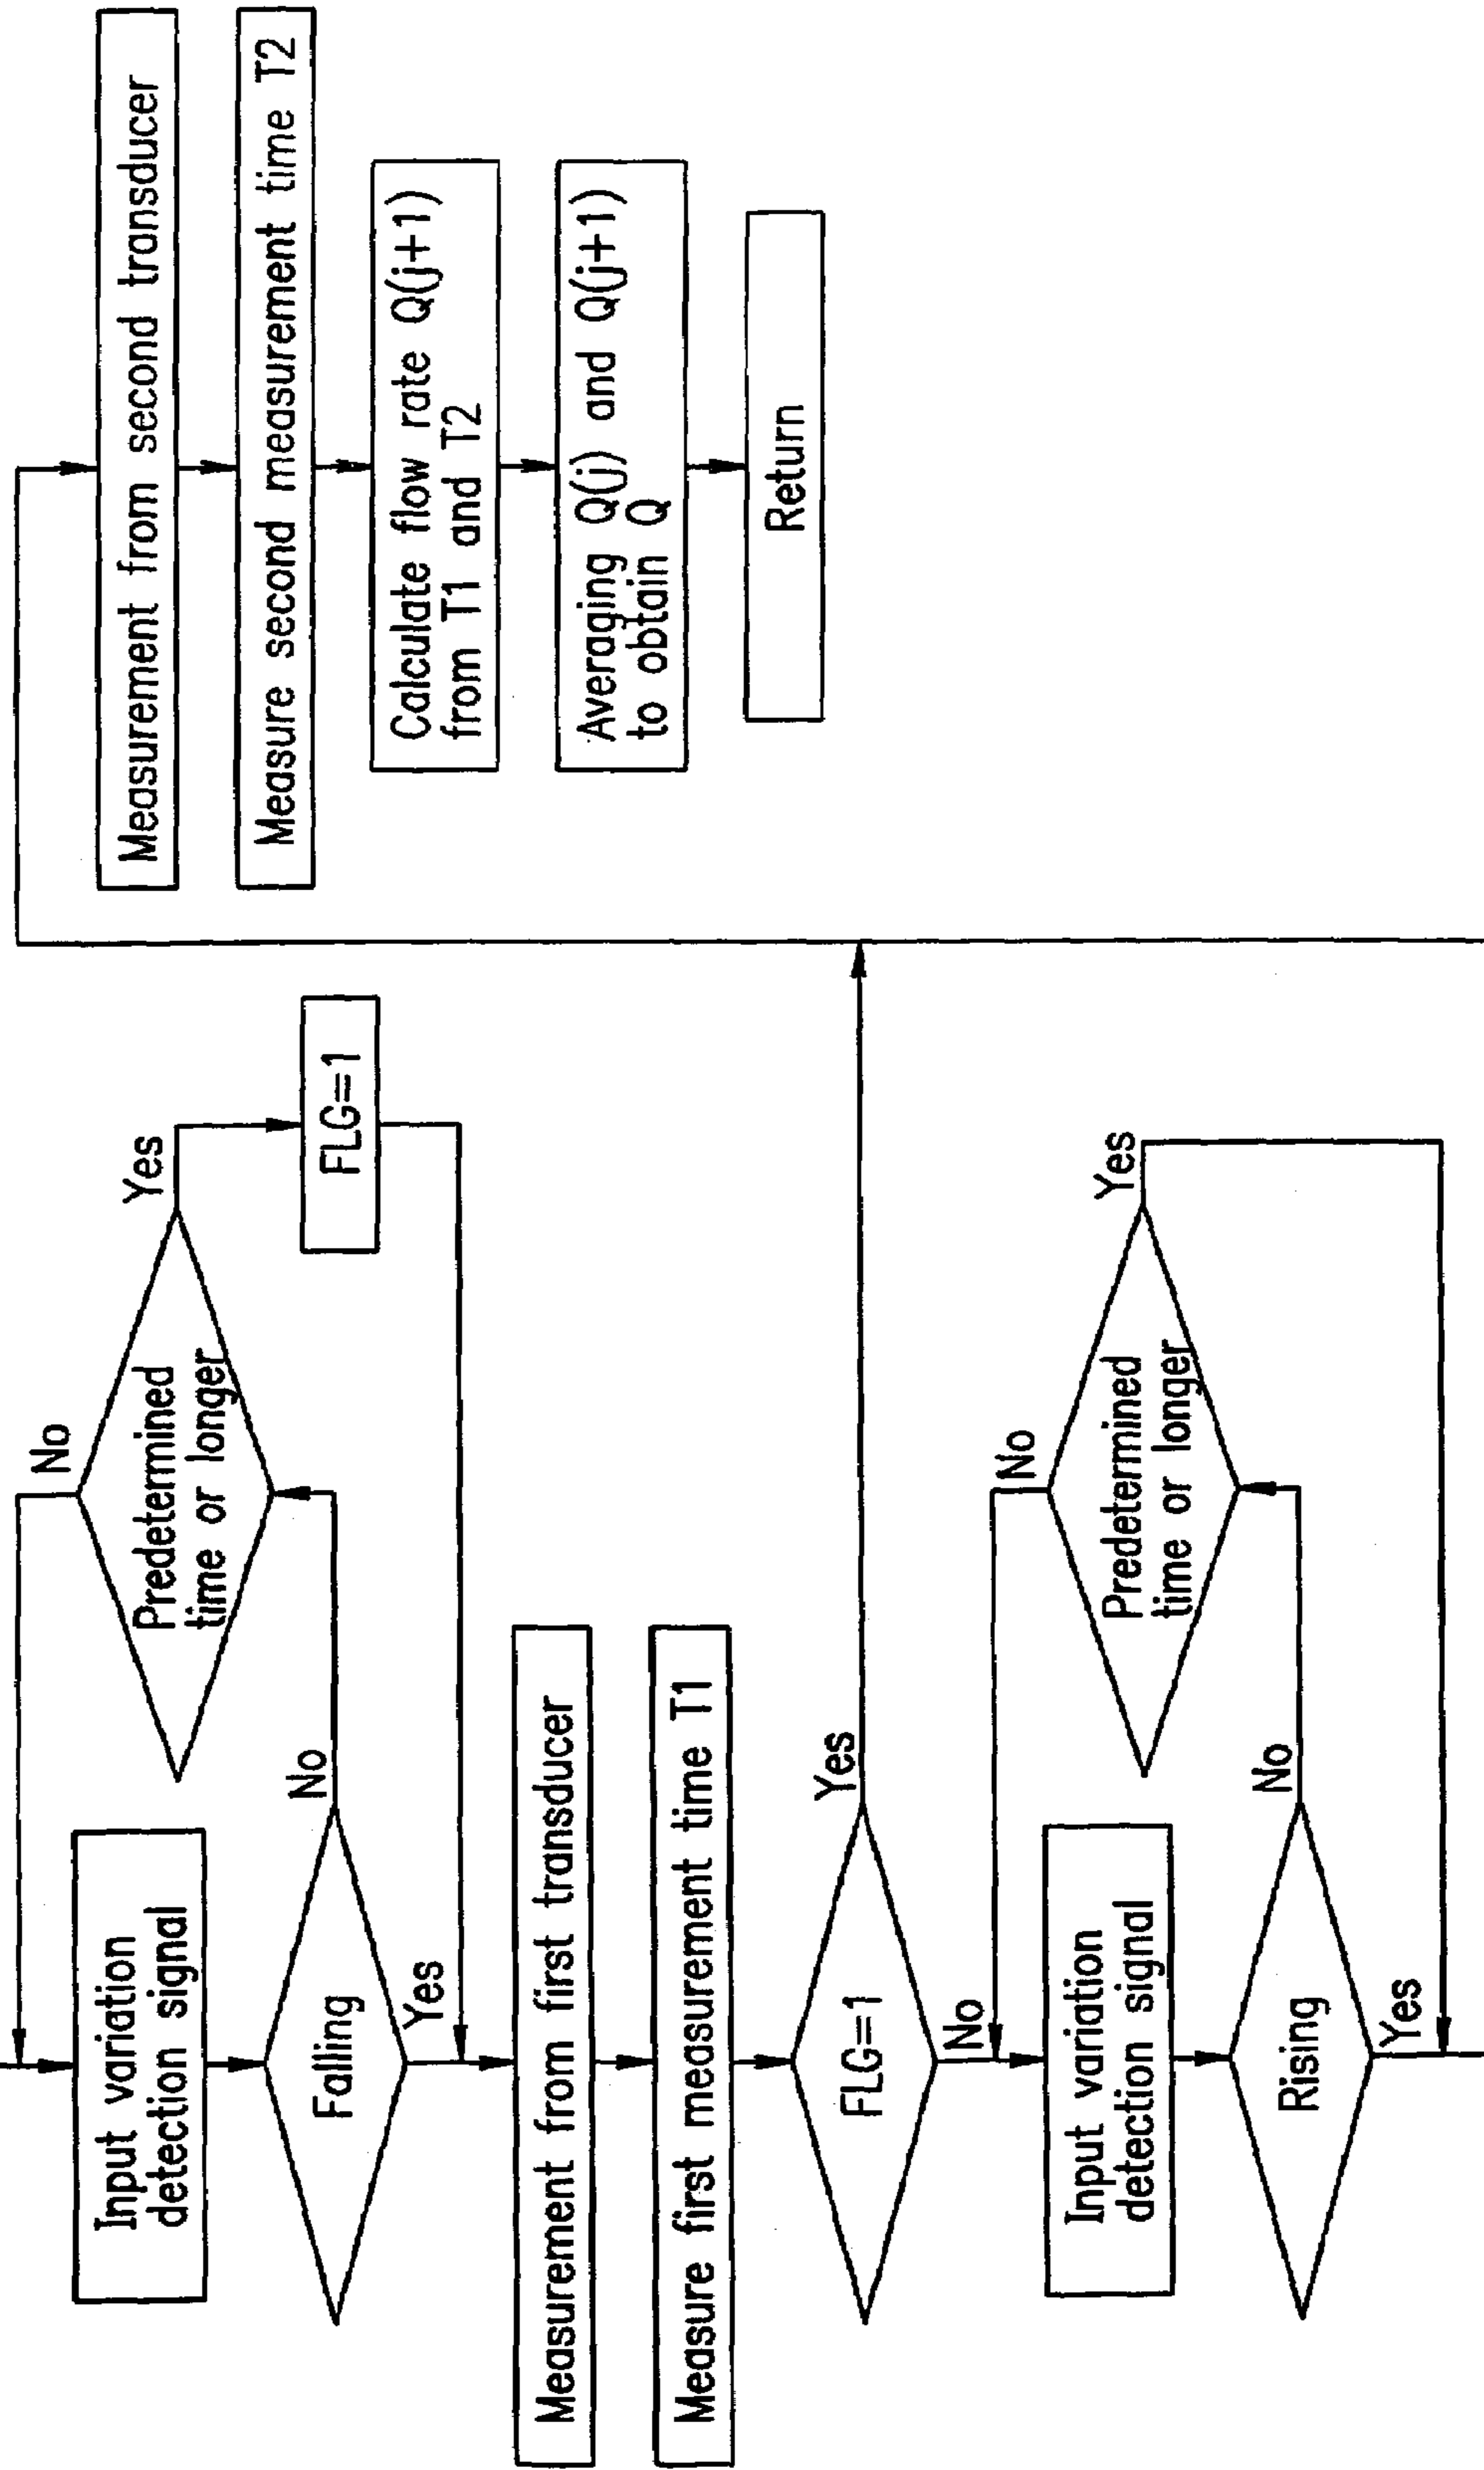 Input variation
detection signal
Falling
No
Yes
Predetermined
time or longer
No
Yes
FLG=1
Measurement from first transducer
Measure first measurement time T1
FLG=1
Yes
No
Input variation
detection signal
Rising
No
Yes
Predetermined
time or longer
No
Yes
Measurement from second transducer
Measure second measurement time T2
Calculate flow rate Q(j+1)
from T1 and T2
Averaging Q(j) and Q(j+1)
to obtain Q
Return